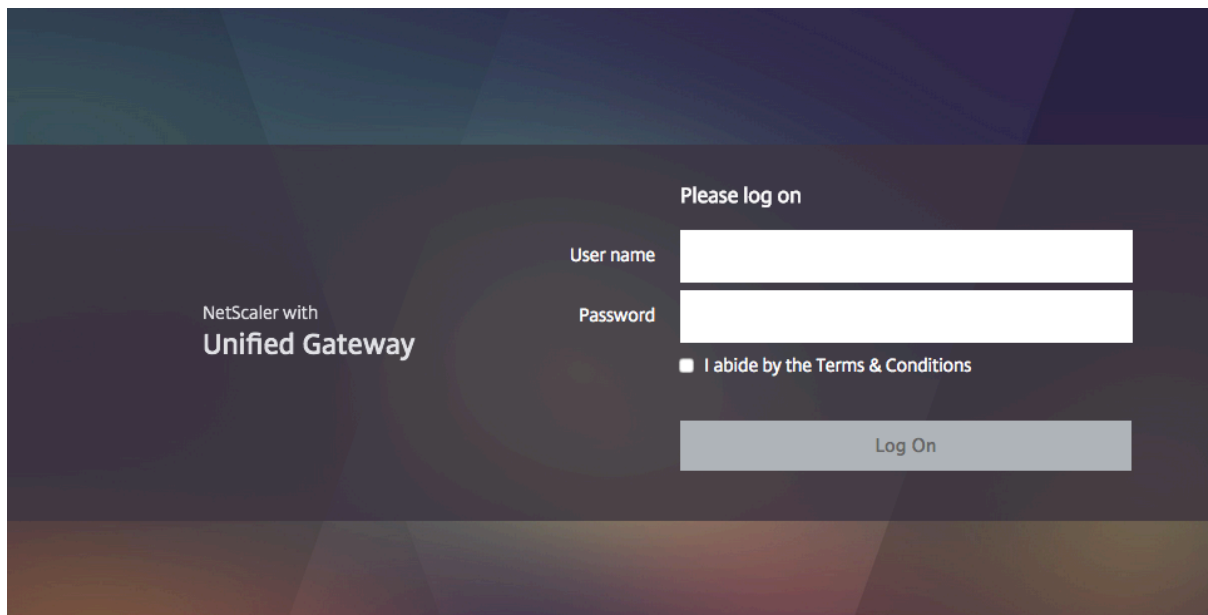 Please log on
User name
NetScaler with
Unified Gateway
Password
I abide by the Terms & Conditions
Log On